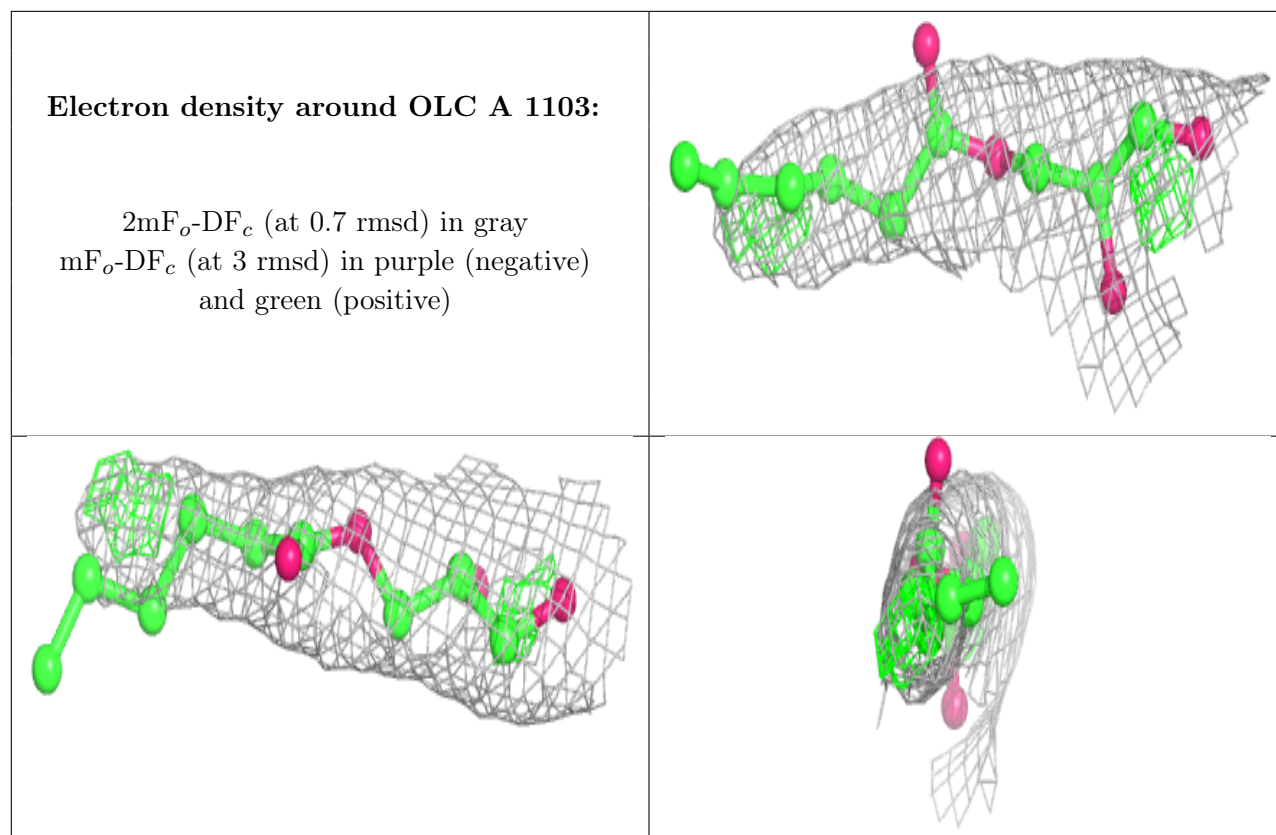 Electron density around OLC A 1103:
2mFo-DFc (at 0.7 rmsd) in gray
mFo-DFc (at 3 rmsd) in purple (negative)
and green (positive)